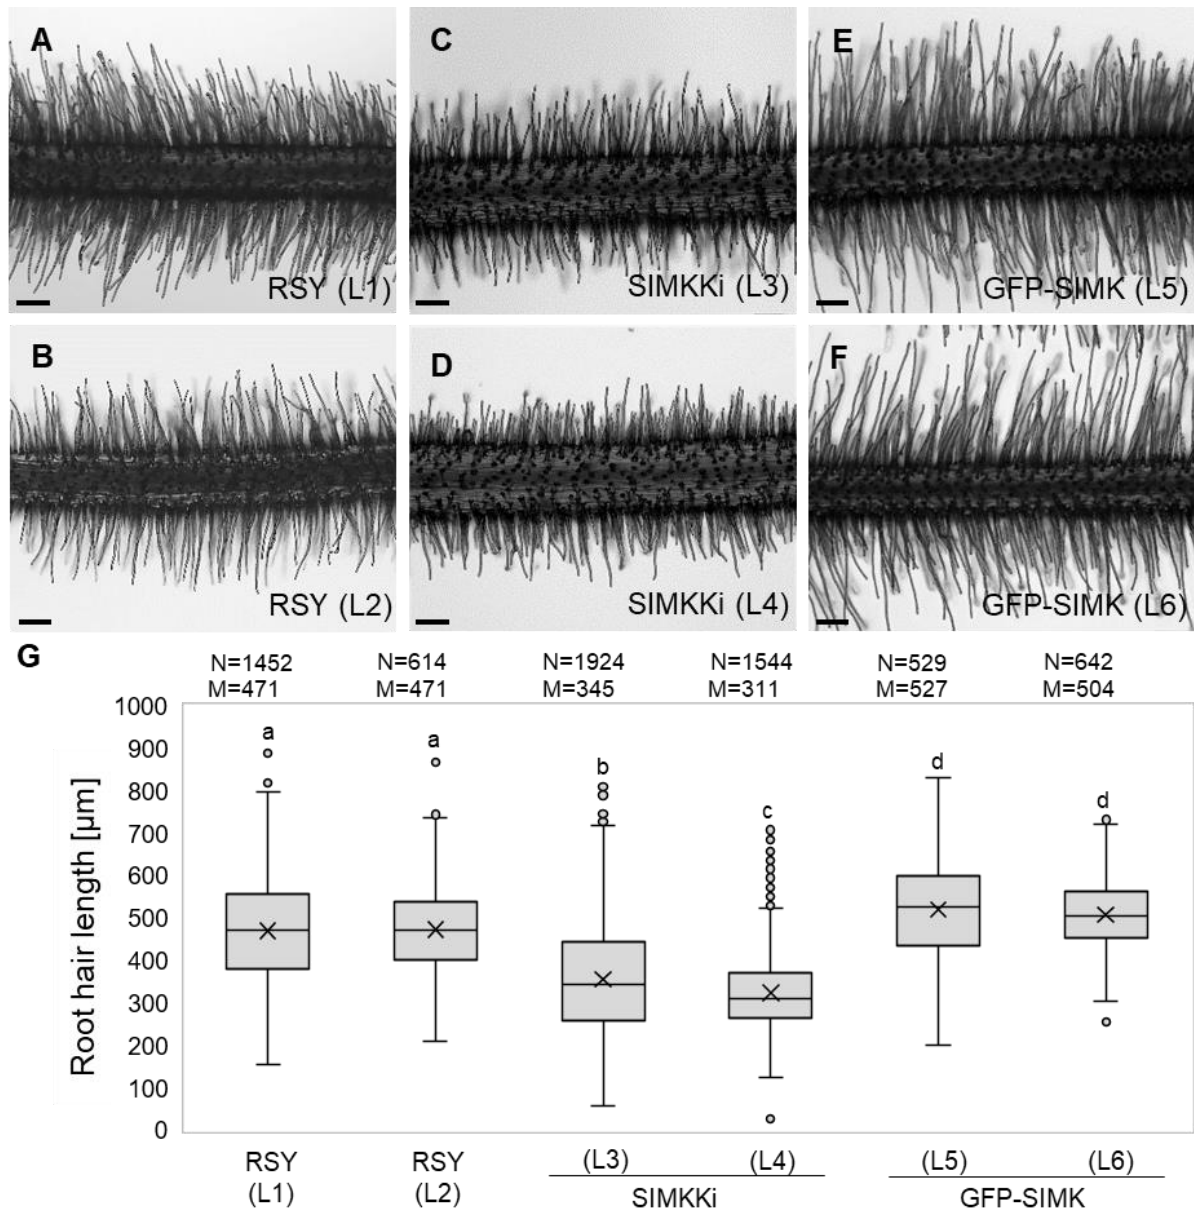 A
RSY (L1)
C
SIMKKi (L3)
E
GFP-SIMK (L5)
B
RSY (L2)
D
SIMKKi (L4)
F
GFP-SIMK (L6)
G
N=1452 N=614 N=1924 N=1544 N=529 N=642
M=471 M=471 M=345 M=311 M=527 M=504
Root hair length [µm]
1000
900
800
700
600
500
400
300
200
100
0
a a b c d d
RSY RSY (L3) (L4) (L5) (L6)
(L1) (L2) SIMKKi GFP-SIMK